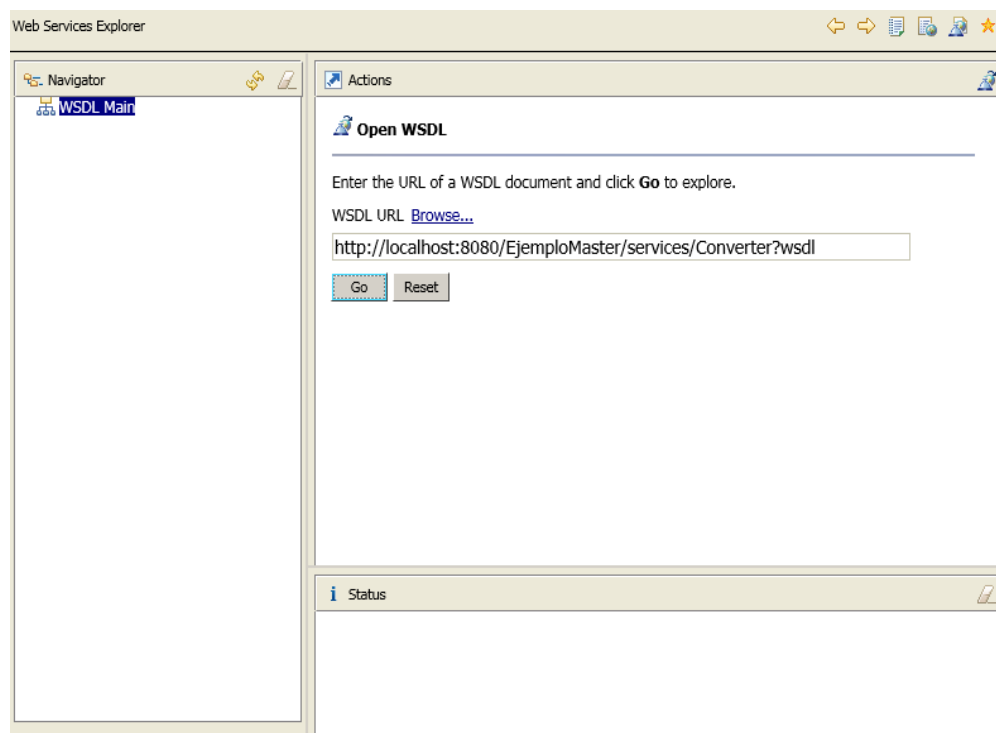 Web Services Explorer
Navigator
WSDL Main
Actions
Open WSDL
Enter the URL of a WSDL document and click Go to explore.
WSDL URL Browse...
http://localhost:8080/EjemploMaster/services/Converter?wsdl
Go Reset
i Status